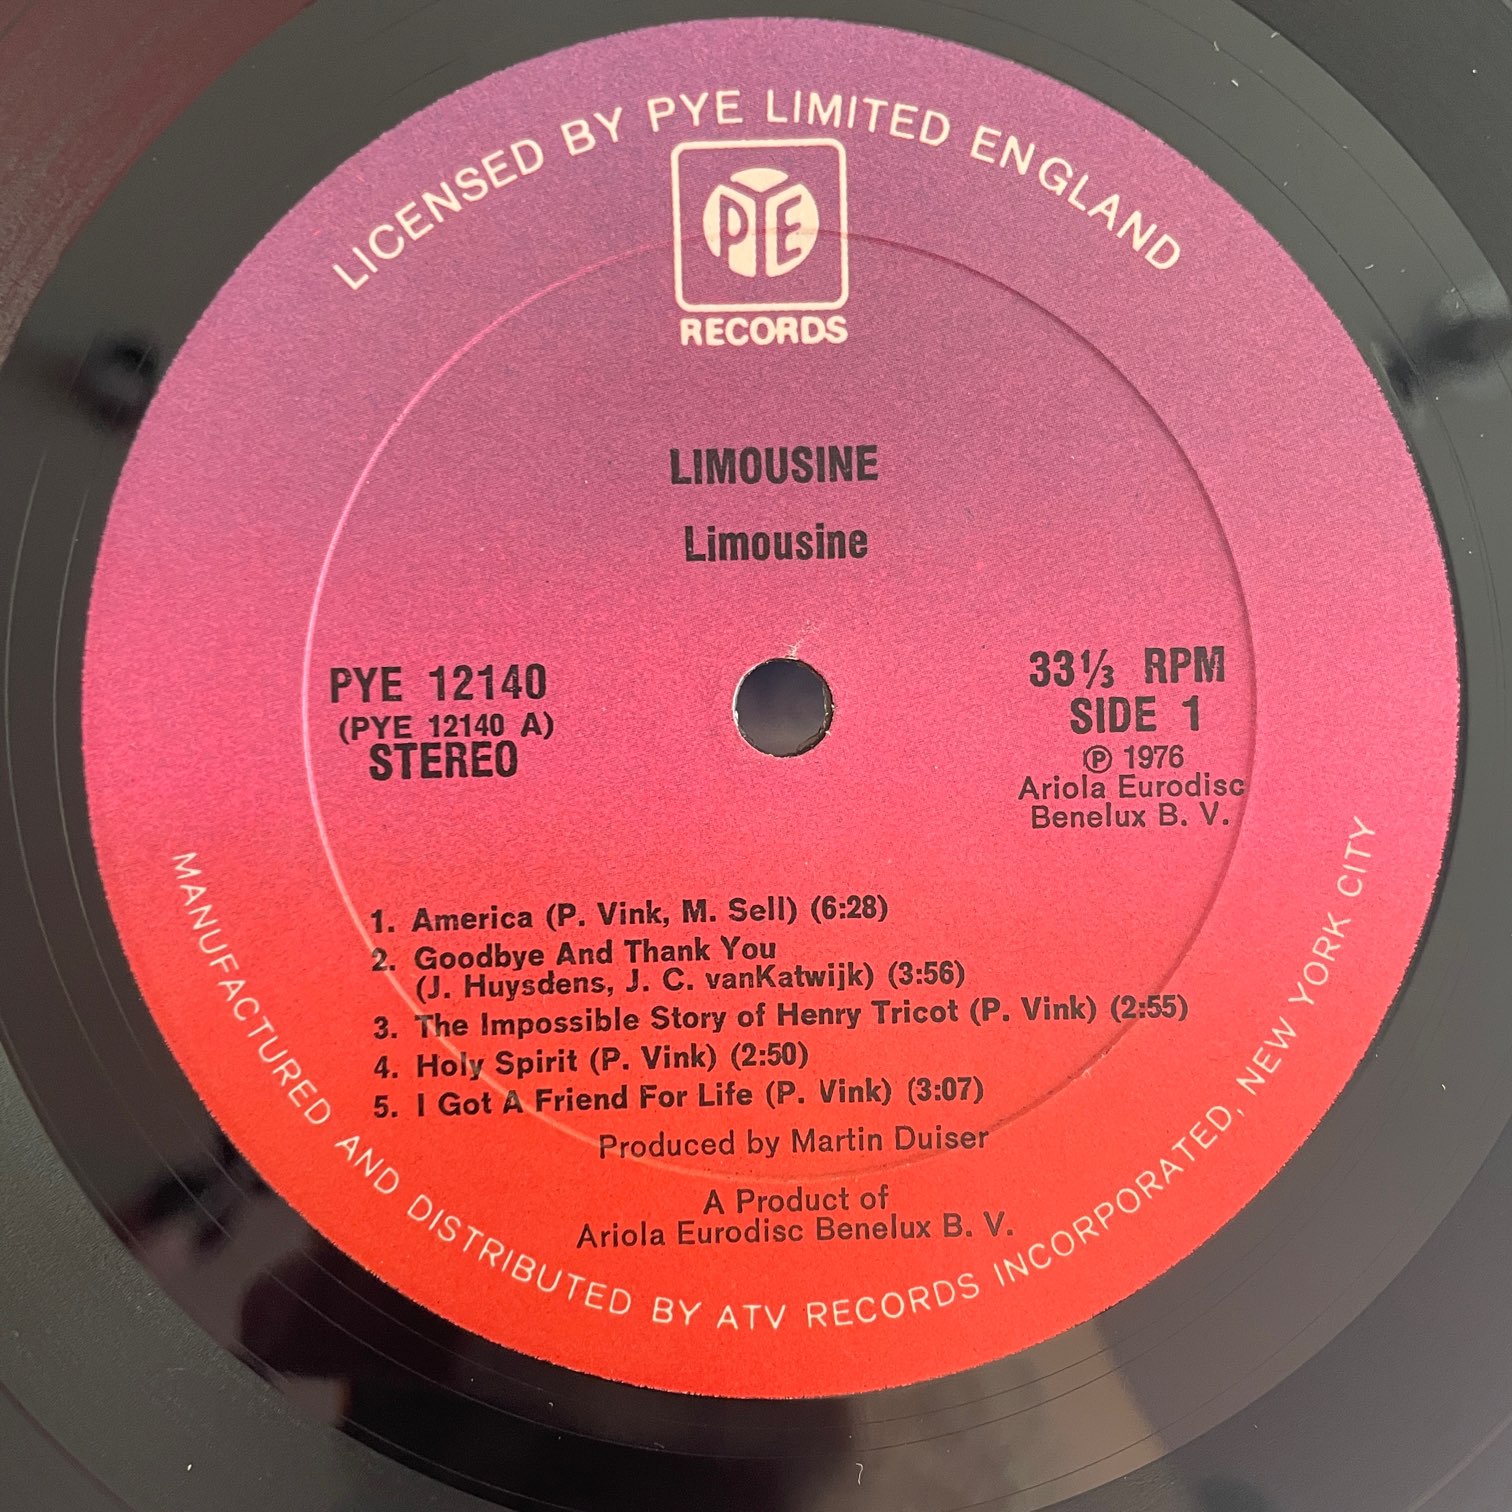 LICENSED BY PYE LIMITED ENGLAND
PYE
RECORDS
LIMOUSINE
Limousine
PYE 12140
(PYE 12140 A)
STEREO
33⅓ RPM
SIDE 1
℗ 1976
Ariola Eurodisc
Benelux B. V.
1. America (P. Vink, M. Sell) (6:28)
2. Goodbye And Thank You
(J. Huysdens, J. C. vanKatwijk) (3:56)
3. The Impossible Story of Henry Tricot (P. Vink) (2:55)
4. Holy Spirit (P. Vink) (2:50)
5. I Got A Friend For Life (P. Vink) (3:07)
Produced by Martin Duiser
A Product of
Ariola Eurodisc Benelux B. V.
MANUFACTURED AND DISTRIBUTED BY ATV RECORDS INCORPORATED, NEW YORK CITY